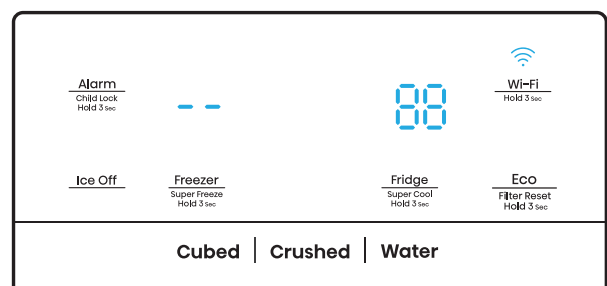 Alarm
Child Lock
Hold 3 Sec
-- 
88
Wi-Fi
Hold 3 Sec
Ice Off
Freezer
Super Freeze
Hold 3 Sec
Fridge
Super Cool
Hold 3 Sec
Eco
Filter Reset
Hold 3 Sec
Cubed | Crushed | Water